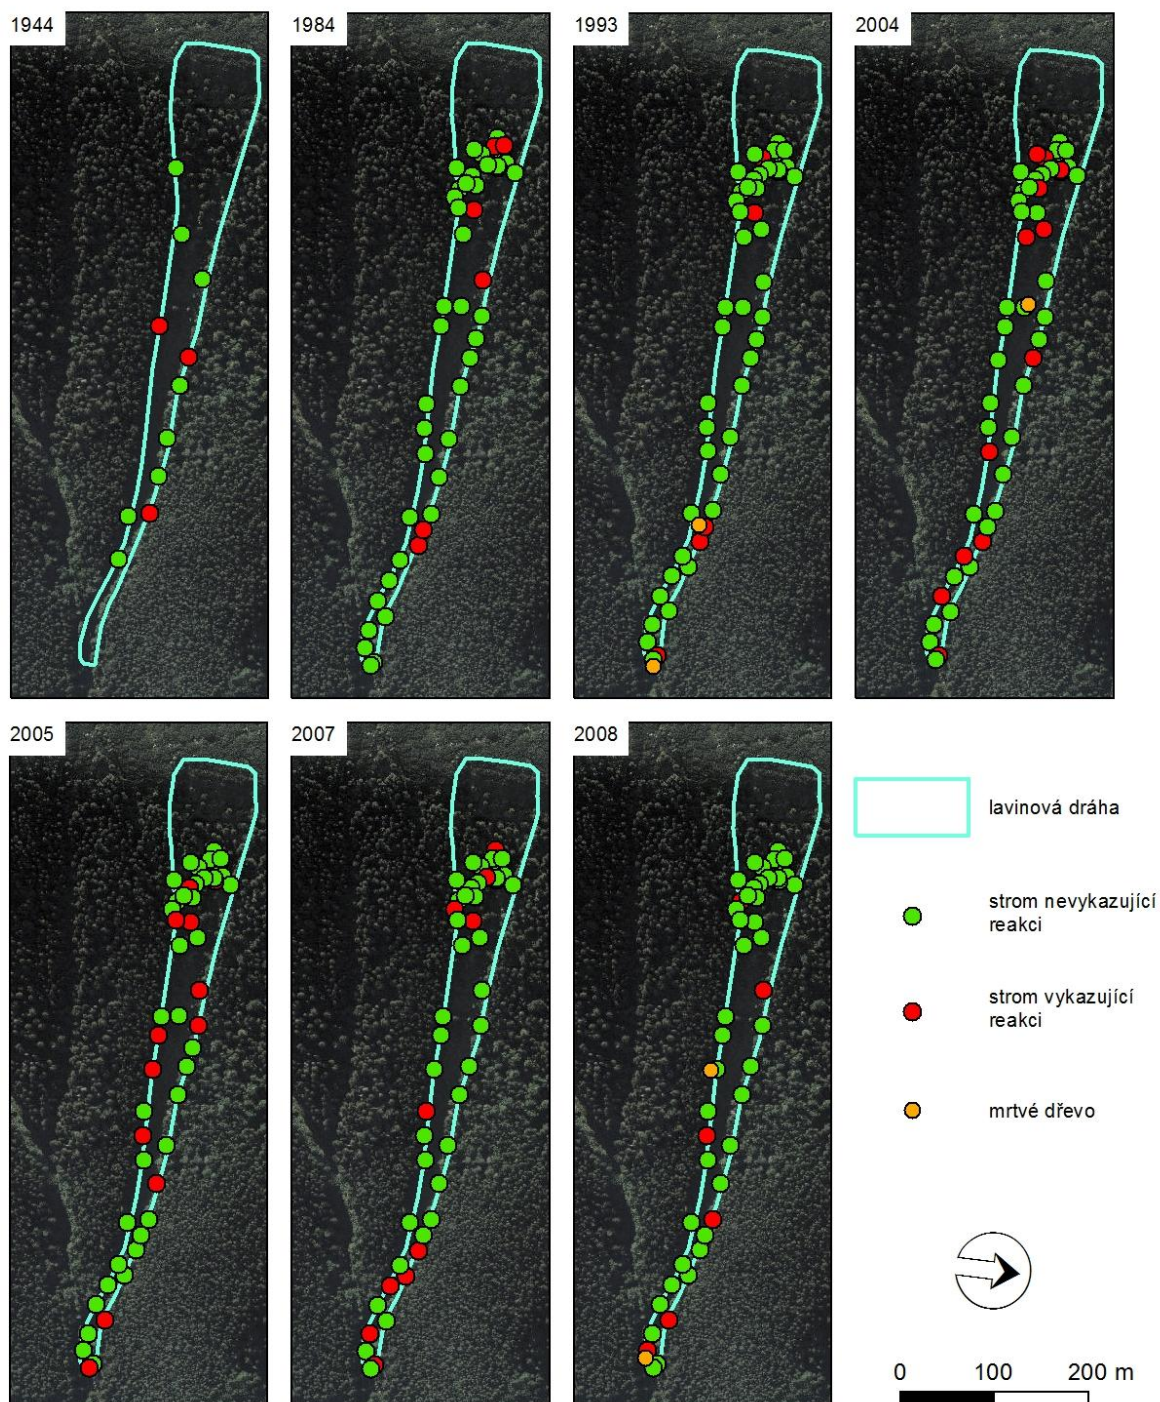 1944
1984
1993
2004
2005
2007
2008
lavinová dráha
strom nevykazující
reakci
strom vykazující
reakci
mrtvé dřevo
0 100 200 m